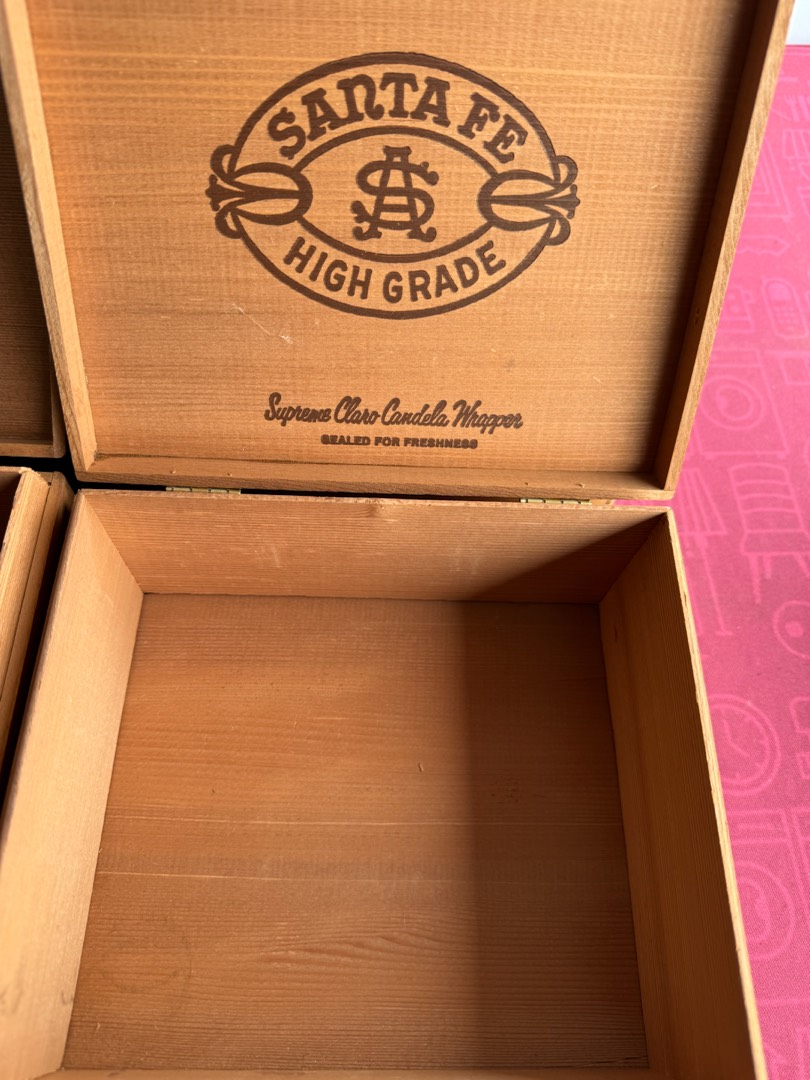 SANTA FE
SA
HIGH GRADE
Supreme Claro Candela Wrapper
SEALED FOR FRESHNESS